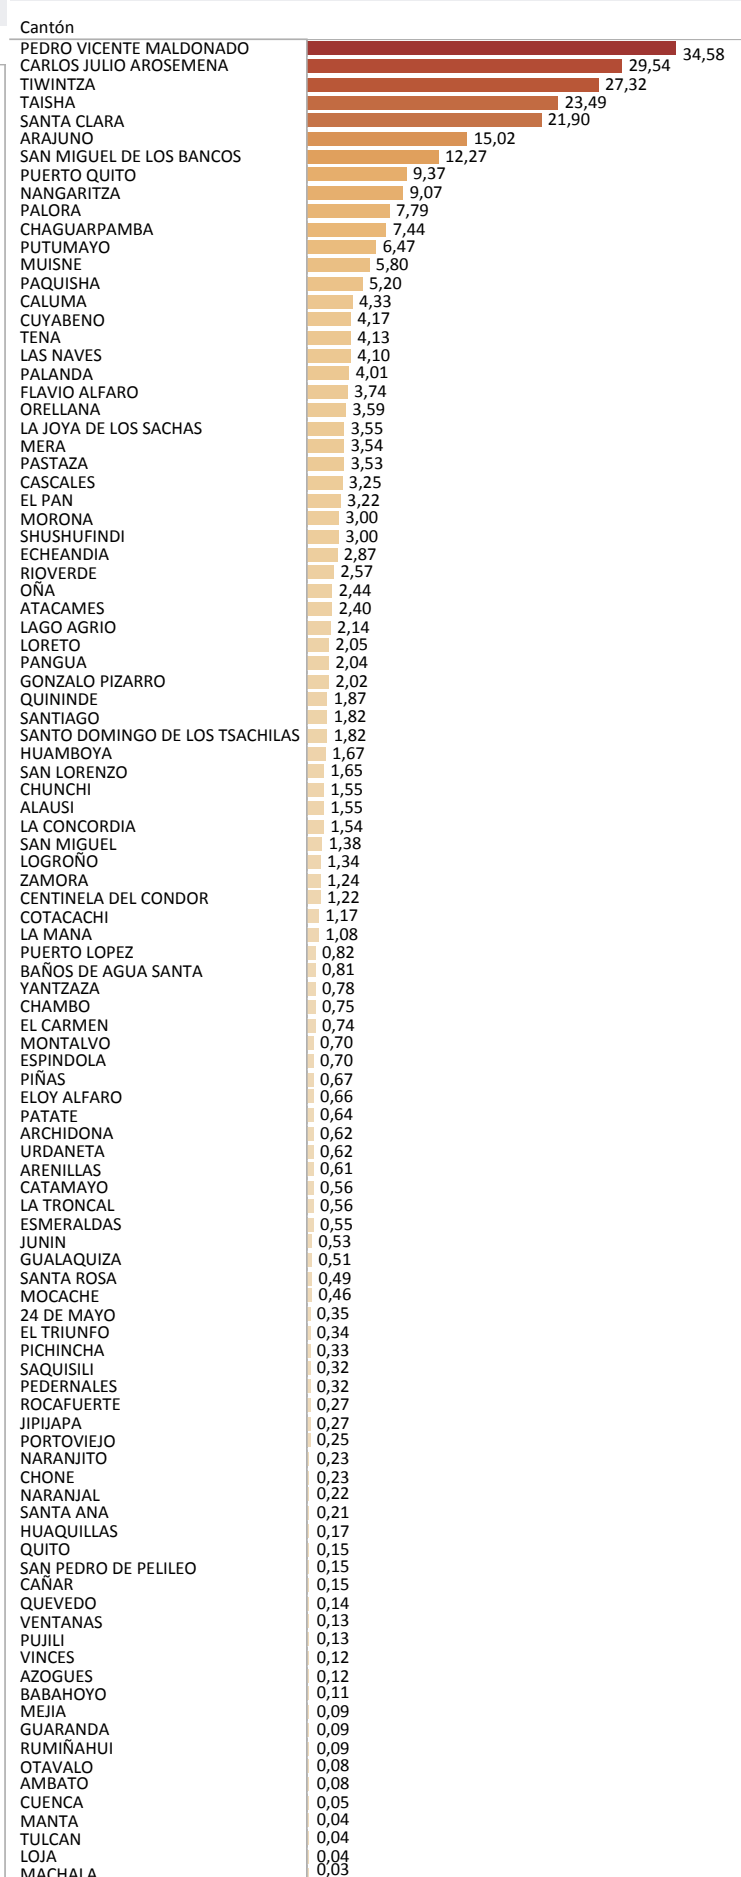 Cantón
PEDRO VICENTE MALDONADO 34,58
CARLOS JULIO AROSEMENA 29,54
TIWINTZA 27,32
TAISHA 23,49
SANTA CLARA 21,90
ARAJUNO 15,02
SAN MIGUEL DE LOS BANCOS 12,27
PUERTO QUITO 9,37
NANGARITZA 9,07
PALORA 7,79
CHAGUARPAMBA 7,44
PUTUMAYO 6,47
MUISNE 5,80
PAQUISHA 5,20
CALUMA 4,33
CUYABENO 4,17
TENA 4,13
LAS NAVES 4,10
PALANDA 4,01
FLAVIO ALFARO 3,74
ORELLANA 3,59
LA JOYA DE LOS SACHAS 3,55
MERA 3,54
PASTAZA 3,53
CASCALES 3,25
EL PAN 3,22
MORONA 3,00
SHUSHUFINDI 3,00
ECHEANDIA 2,87
RIOVERDE 2,57
OÑA 2,44
ATACAMES 2,40
LAGO AGRIO 2,14
LORETO 2,05
PANGUA 2,04
GONZALO PIZARRO 2,02
QUININDE 1,87
SANTIAGO 1,82
SANTO DOMINGO DE LOS TSACHILAS 1,82
HUAMBOYA 1,67
SAN LORENZO 1,65
CHUNCHI 1,55
ALAUSI 1,55
LA CONCORDIA 1,54
SAN MIGUEL 1,38
LOGROÑO 1,34
ZAMORA 1,24
CENTINELA DEL CONDOR 1,22
COTACACHI 1,17
LA MANA 1,08
PUERTO LOPEZ 0,82
BAÑOS DE AGUA SANTA 0,81
YANTZAZA 0,78
CHAMBO 0,75
EL CARMEN 0,74
MONTALVO 0,70
ESPINDOLA 0,70
PIÑAS 0,67
ELOY ALFARO 0,66
PATATE 0,64
ARCHIDONA 0,62
URDANETA 0,62
ARENILLAS 0,61
CATAMAYO 0,56
LA TRONCAL 0,56
ESMERALDAS 0,55
JUNIN 0,53
GUALAQUIZA 0,51
SANTA ROSA 0,49
MOCACHE 0,46
24 DE MAYO 0,35
EL TRIUNFO 0,34
PICHINCHA 0,33
SAQUISILI 0,32
PEDERNALES 0,32
ROCAFUERTE 0,27
JIPIJAPA 0,27
PORTOVIEJO 0,25
NARANJITO 0,23
CHONE 0,23
NARANJAL 0,22
SANTA ANA 0,21
HUAQUILLAS 0,17
QUITO 0,15
SAN PEDRO DE PELILEO 0,15
CAÑAR 0,15
QUEVEDO 0,14
VENTANAS 0,13
PUJILI 0,13
VINCES 0,12
AZOGUES 0,12
BABAHOYO 0,11
MEJIA 0,09
GUARANDA 0,09
RUMIÑAHUI 0,09
OTAVALO 0,08
AMBATO 0,08
CUENCA 0,05
MANTA 0,04
TULCAN 0,04
LOJA 0,04
MACHALA 0,03